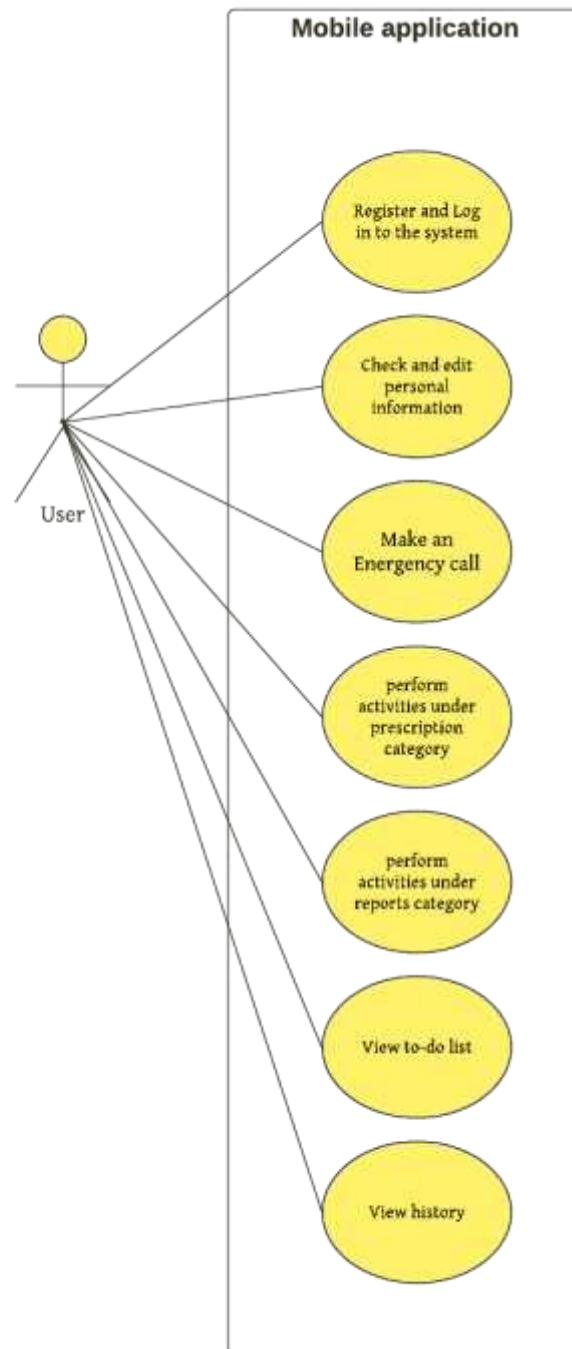 Mobile application
Register and Log
in to the system
Check and edit
personal
information
User
Make an
Energency call
perform
activities under
prescription
category
perform
activities under
reports category
View to-do list
View history